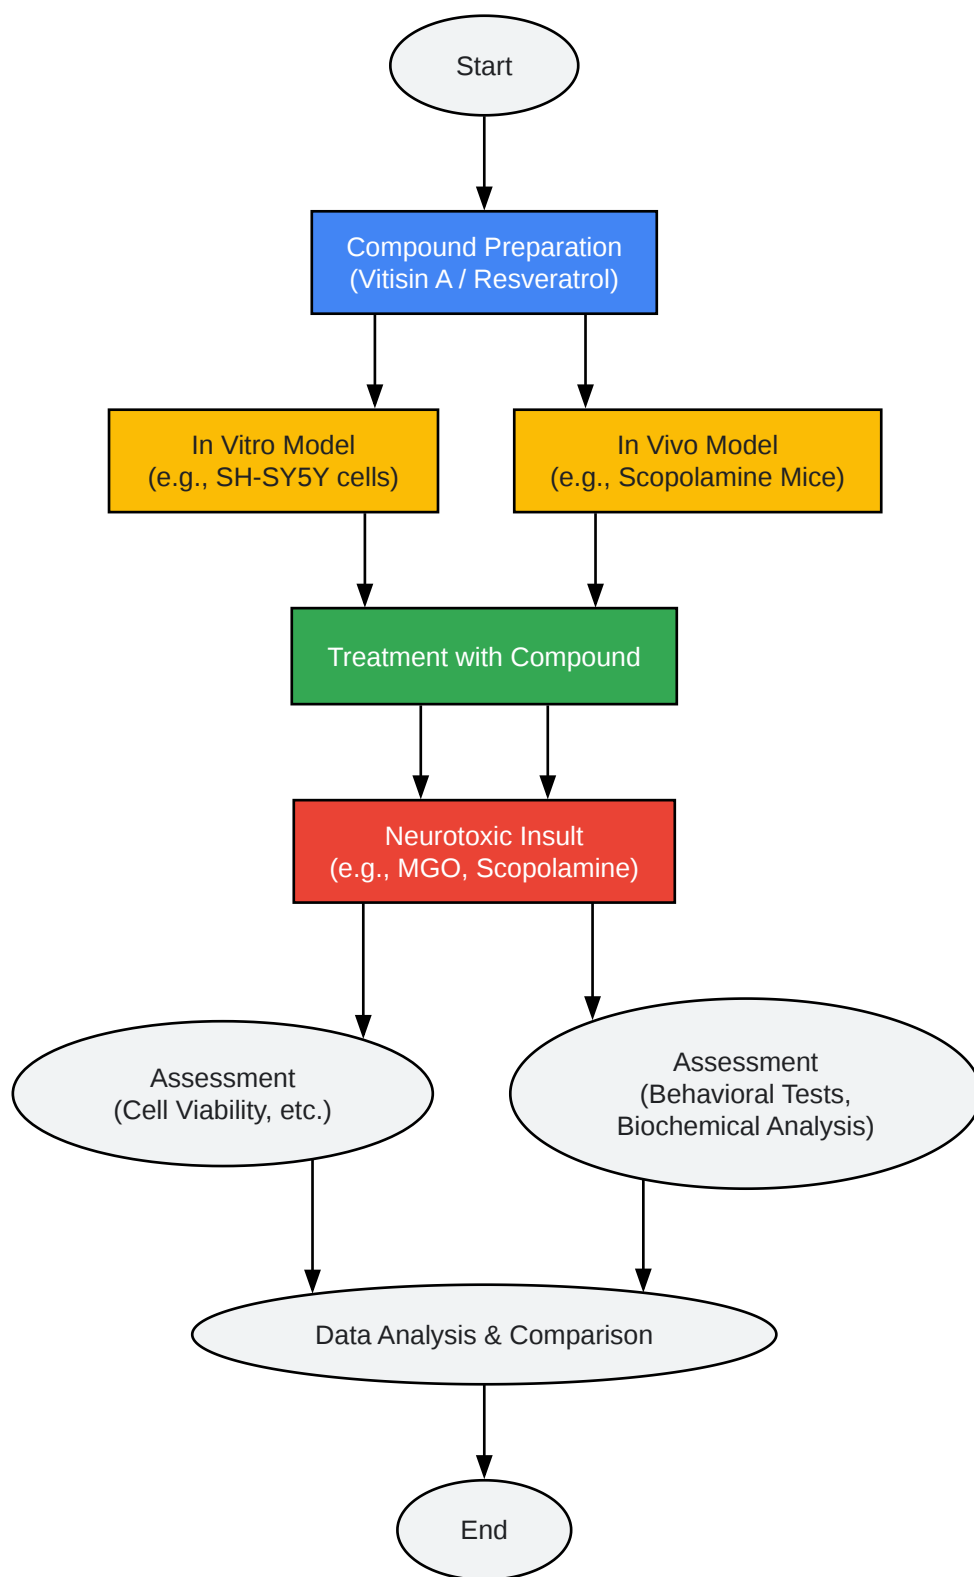 Start
Compound Preparation
(Vitisin A / Resveratrol)
In Vitro Model
(e.g., SH-SY5Y cells)
In Vivo Model
(e.g., Scopolamine Mice)
Treatment with Compound
Neurotoxic Insult
(e.g., MGO, Scopolamine)
Assessment
(Cell Viability, etc.)
Assessment
(Behavioral Tests,
Biochemical Analysis)
Data Analysis & Comparison
End